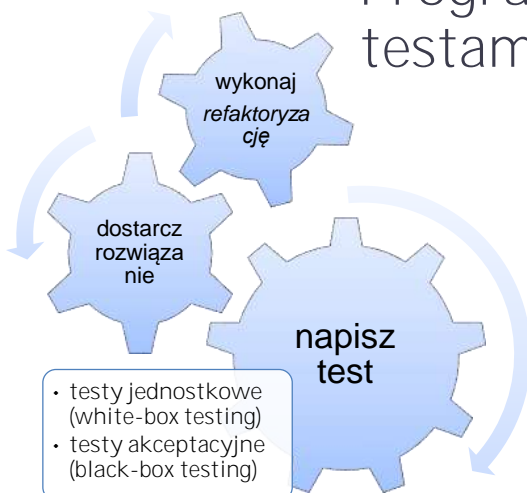 testam
wykonaj
refaktoryza
cję
dostarcz
rozwiąza
nie
napisz
test
• testy jednostkowe
(white-box testing)
• testy akceptacyjne
(black-box testing)